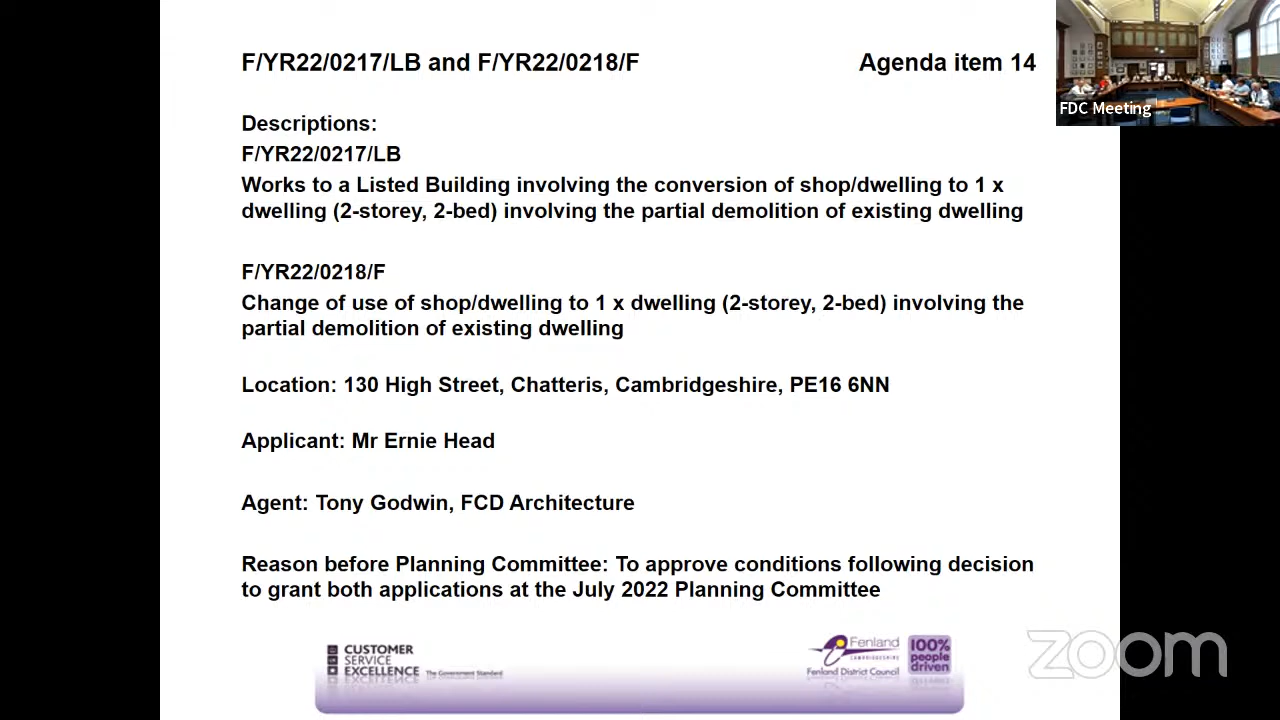 F/YR22/0217/LB and F/YR22/0218/F Agenda item 14
FDC Meeting
Descriptions:
F/YR22/0217/LB
Works to a Listed Building involving the conversion of shop/dwelling to 1 x
dwelling (2-storey, 2-bed) involving the partial demolition of existing dwelling
F/YR22/0218/F
Change of use of shop/dwelling to 1 x dwelling (2-storey, 2-bed) involving the
partial demolition of existing dwelling
Location: 130 High Street, Chatteris, Cambridgeshire, PE16 6NN
Applicant: Mr Ernie Head
Agent: Tony Godwin, FCD Architecture
Reason before Planning Committee: To approve conditions following decision
to grant both applications at the July 2022 Planning Committee
CUSTOMER
SERVICE
EXCELLENCE The Government Standard
Fenland
CAMBRIDGESHIRE
Fenland District Council
100%
people
driven
zoom